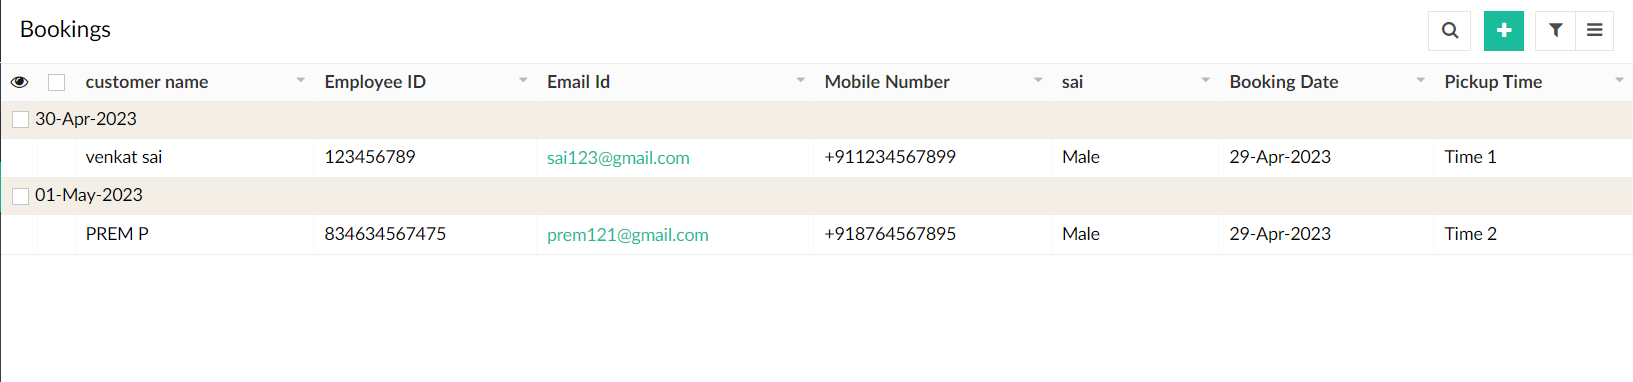 Bookings
customer name Employee ID Email Id Mobile Number sai Booking Date Pickup Time
30-Apr-2023
venkat sai 123456789 sai123@gmail.com +911234567899 Male 29-Apr-2023 Time 1
01-May-2023
PREM P 834634567475 prem121@gmail.com +918764567895 Male 29-Apr-2023 Time 2